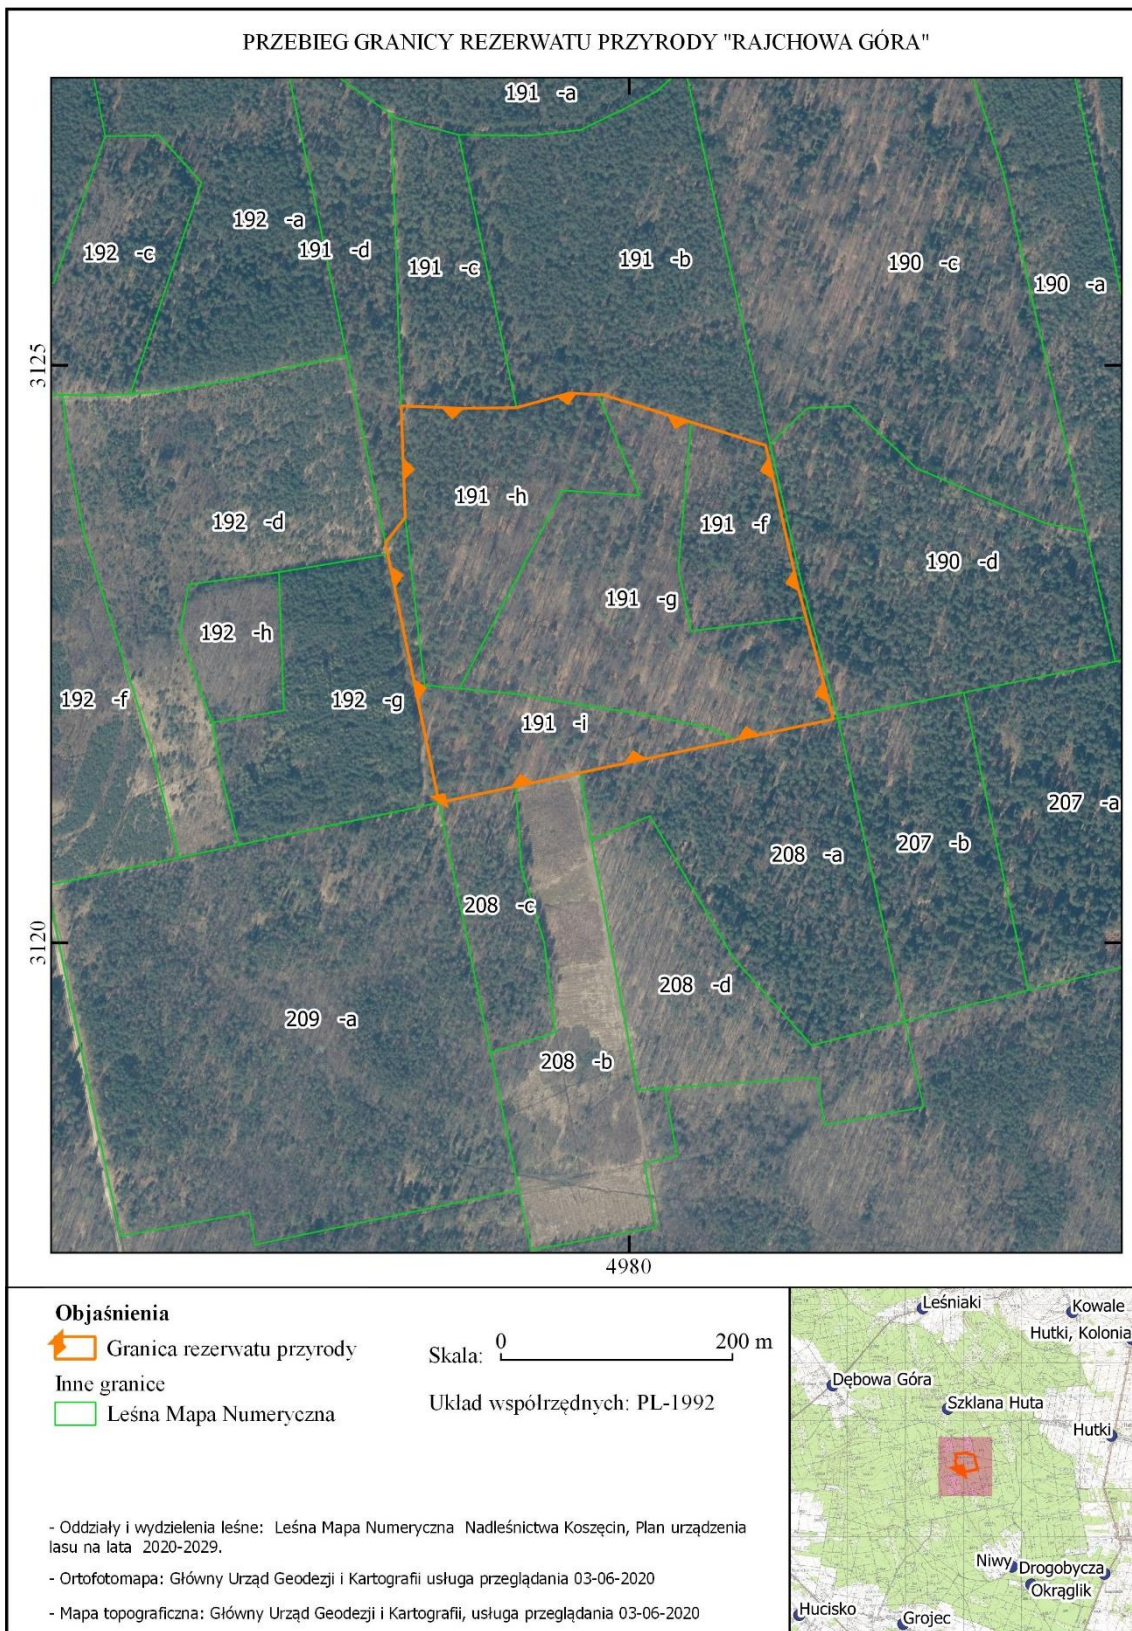 PRZEBIEG GRANICY REZERWATU PRZYRODY "RAJCHOWA GÓRA"
191 -a
192 -a
192 -c
191 -d
191 -c
191 -b
190 -c
190 -a
3125
191 -h
192 -d
191 -f
190 -d
191 -g
192 -h
192 -f
192 -g
191 -i
207 -a
207 -b
208 -a
208 -c
3120
208 -d
209 -a
208 -b
4980
Objaśnienia
Granica rezerwatu przyrody
Inne granice
Leśna Mapa Numeryczna
Skala: 0 200 m
Układ współrzędnych: PL-1992
- Oddziały i wydzielenia leśne: Leśna Mapa Numeryczna Nadleśnictwa Koszęcin, Plan urządzenia
lasu na lata 2020-2029.
- Ortofotomapa: Główny Urząd Geodezji i Kartografii usługa przeglądania 03-06-2020
- Mapa topograficzna: Główny Urząd Geodezji i Kartografii, usługa przeglądania 03-06-2020
Leśniaki
Kowale
Hutki, Kolonia
Dębowa Góra
Szklana Huta
Hutki
Niwy
Drogobycza
Okrąglik
Hucisko
Grojec